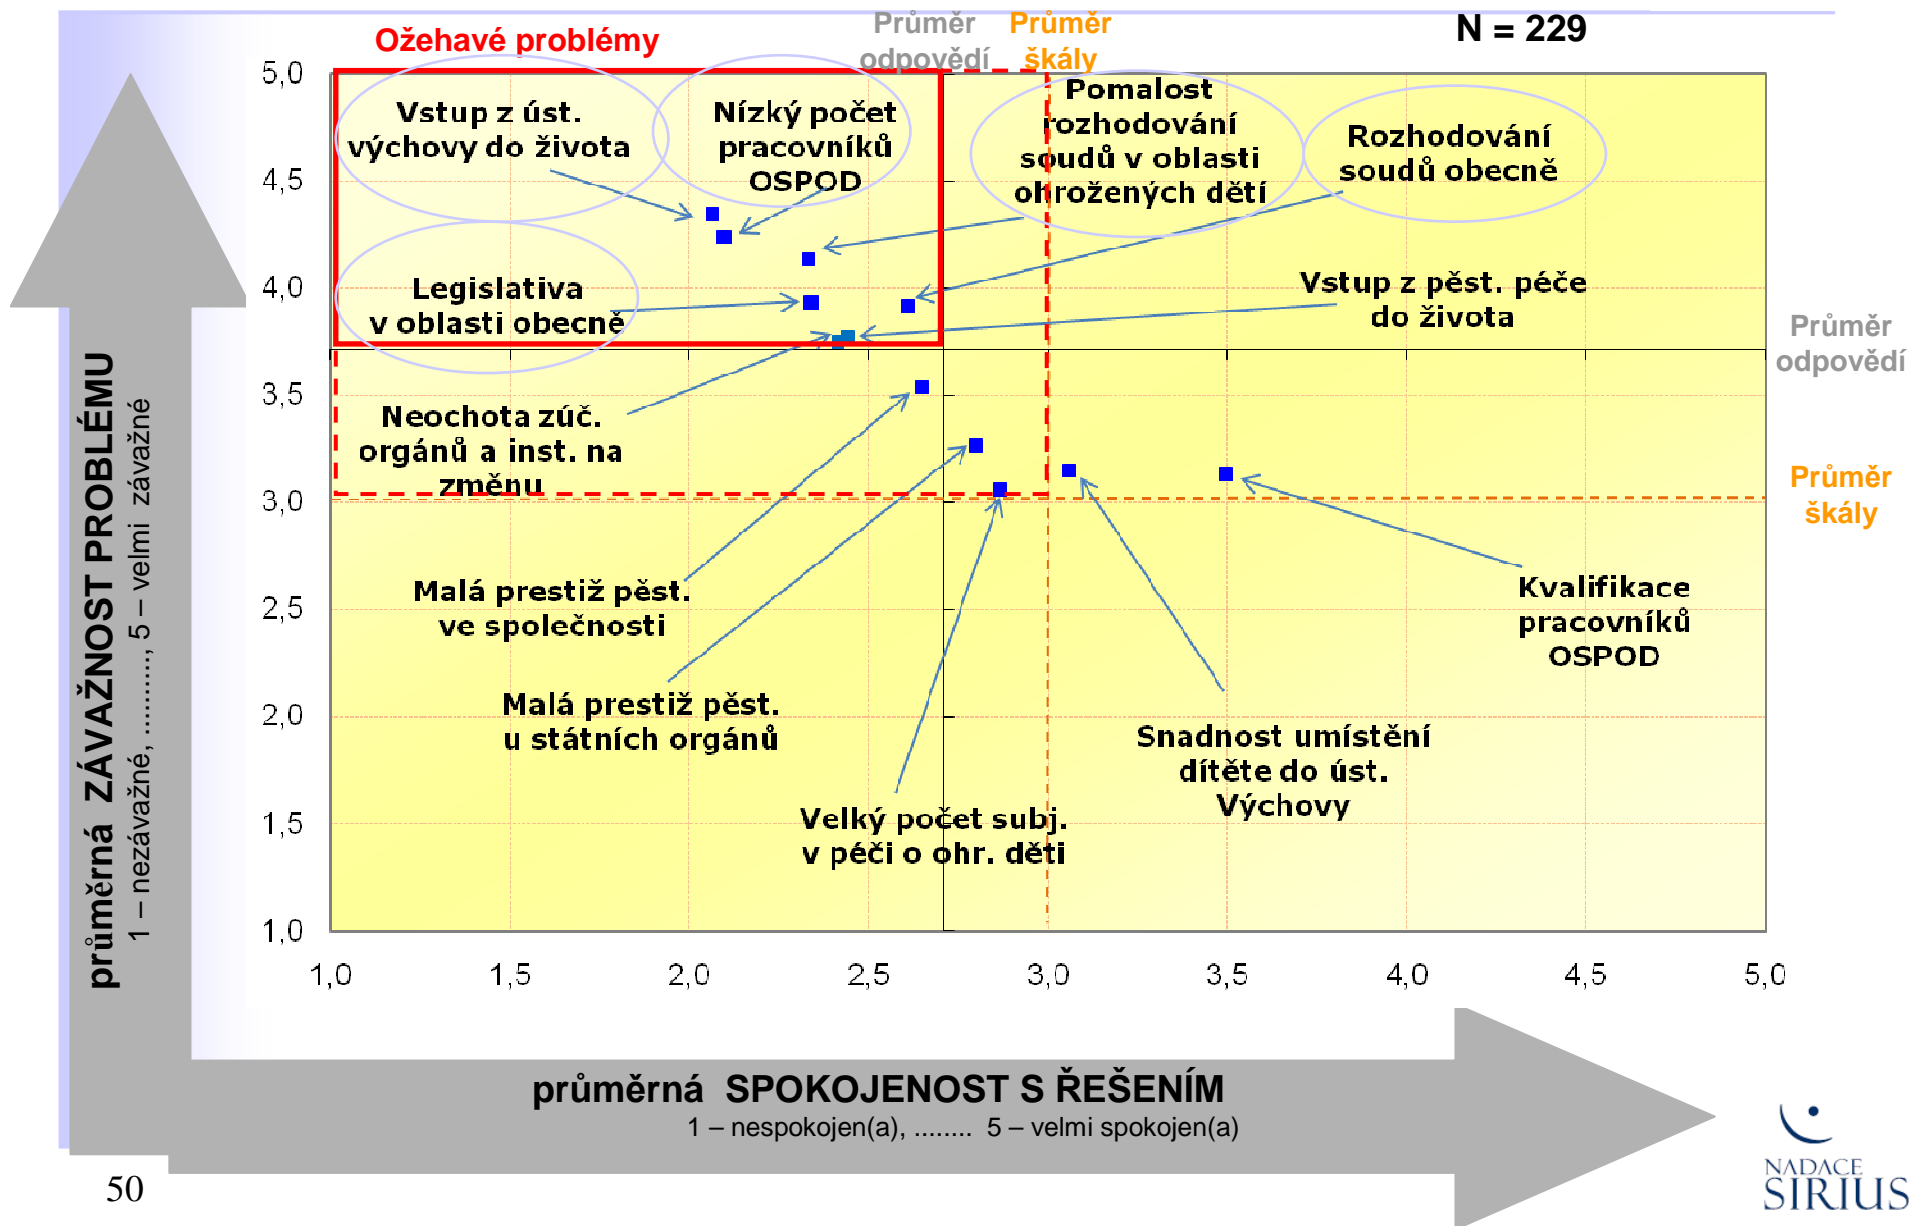 Ožehavé problémy
Průměr
odpovědí
Průměr
škály
N = 229
5,0
4,5
4,0
3,5
3,0
2,5
2,0
1,5
1,0
Vstup z úst.
výchovy do života
Nízký počet
pracovníků
OSPOD
Pomalost
rozhodování
soudů v oblasti
ohrožených dětí
Rozhodování
soudů obecně
Legislativa
v oblasti obecně
Vstup z pěst. péče
do života
Průměr
odpovědí
Neochota zúč.
orgánů a inst. na
změnu
Průměr
škály
Malá prestiž pěst.
ve společnosti
Kvalifikace
pracovníků
OSPOD
Malá prestiž pěst.
u státních orgánů
Snadnost umístění
dítěte do úst.
Výchovy
Velký počet subj.
v péči o ohr. děti
1,0 1,5 2,0 2,5 3,0 3,5 4,0 4,5 5,0
průměrná ZÁVAŽNOST PROBLÉMU
1 – nezávažné, .........., 5 – velmi závažné
průměrná SPOKOJENOST S ŘEŠENÍM
1 – nespokojen(a), ........ 5 – velmi spokojen(a)
50
NADACE
SIRIUS